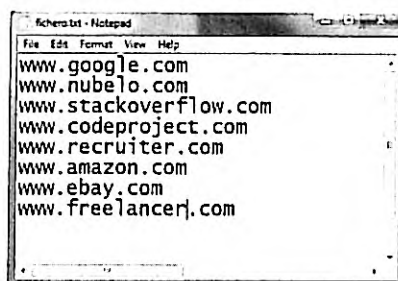 fichero.txt - Notepad
File Edit Format View Help
www.google.com
www.nubelo.com
www.stackoverflow.com
www.codeproject.com
www.recruiter.com
www.amazon.com
www.ebay.com
www.freelancer.com